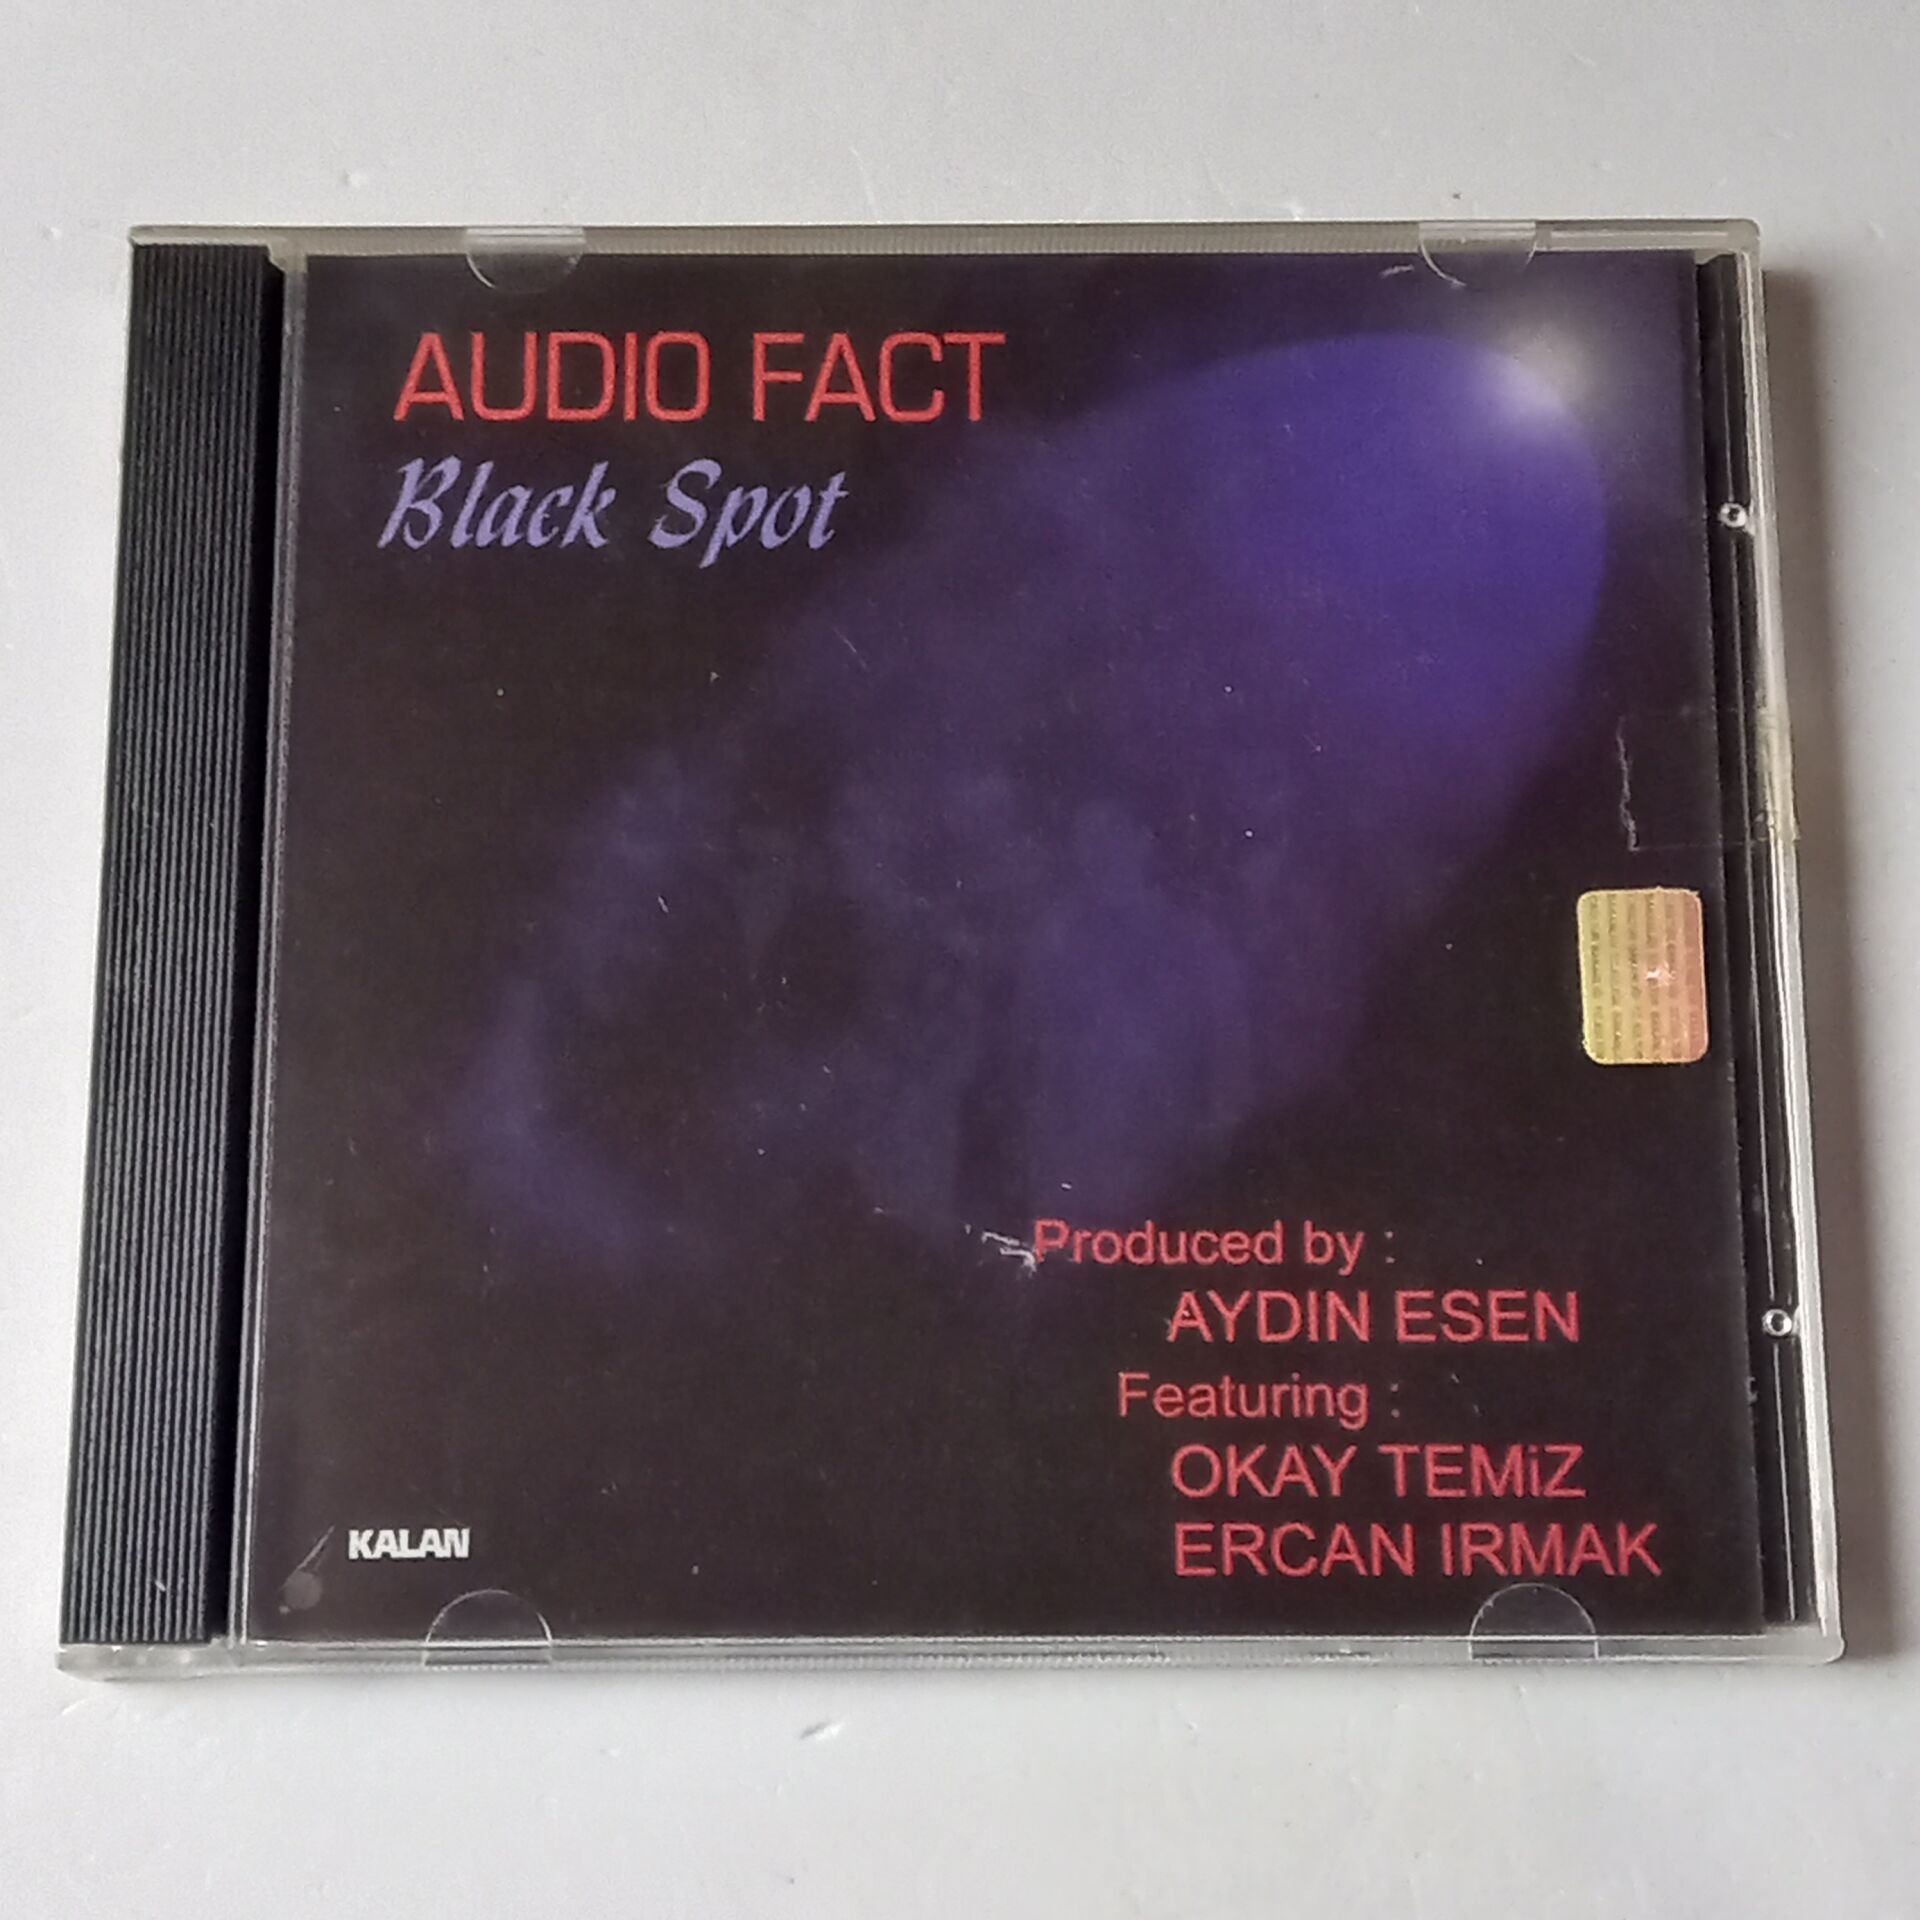 AUDIO FACT
Black Spot
Produced by :
AYDIN ESEN
Featuring :
OKAY TEMiZ
ERCAN IRMAK
KALAN